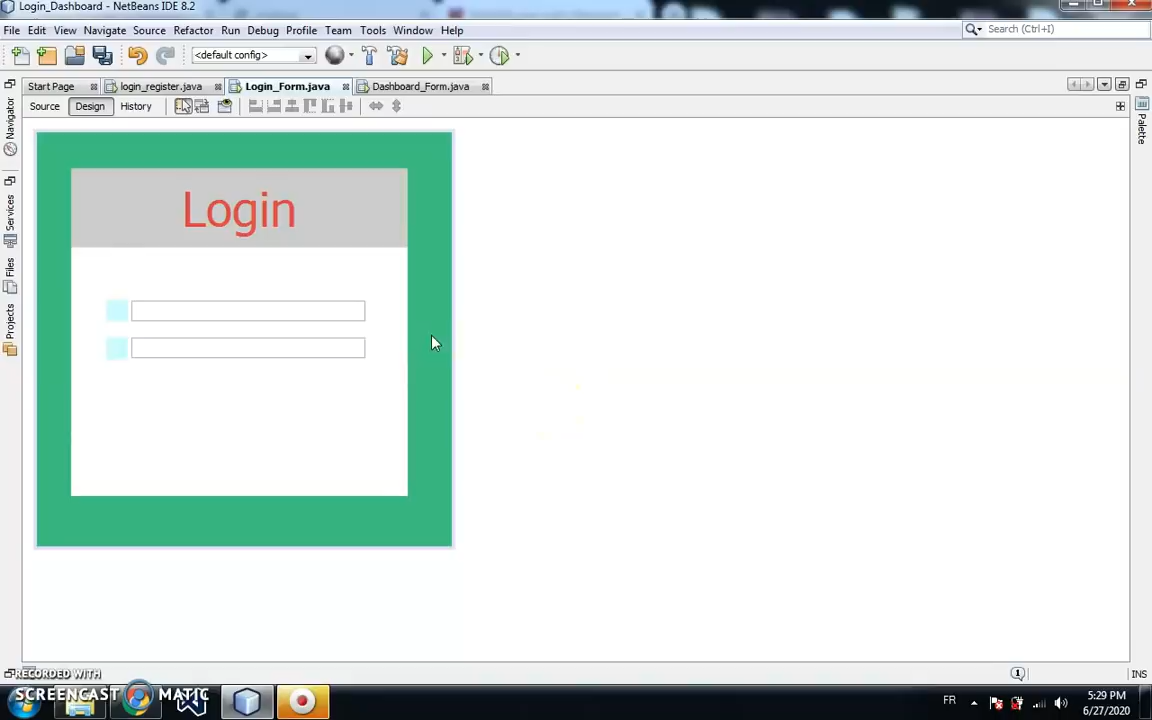 Login_Dashboard - NetBeans IDE 8.2
File Edit View Navigate Source Refactor Run Debug Profile Team Tools Window Help
Search (Ctrl+I)
<default config>
Start Page login_register.java Login_Form.java Dashboard_Form.java
Source Design History
Navigator
Services
Files
Projects
Palette
Login
1
INS
RECORDED WITH
SCREENCAST MATIC
FR
5:29 PM
6/27/2020